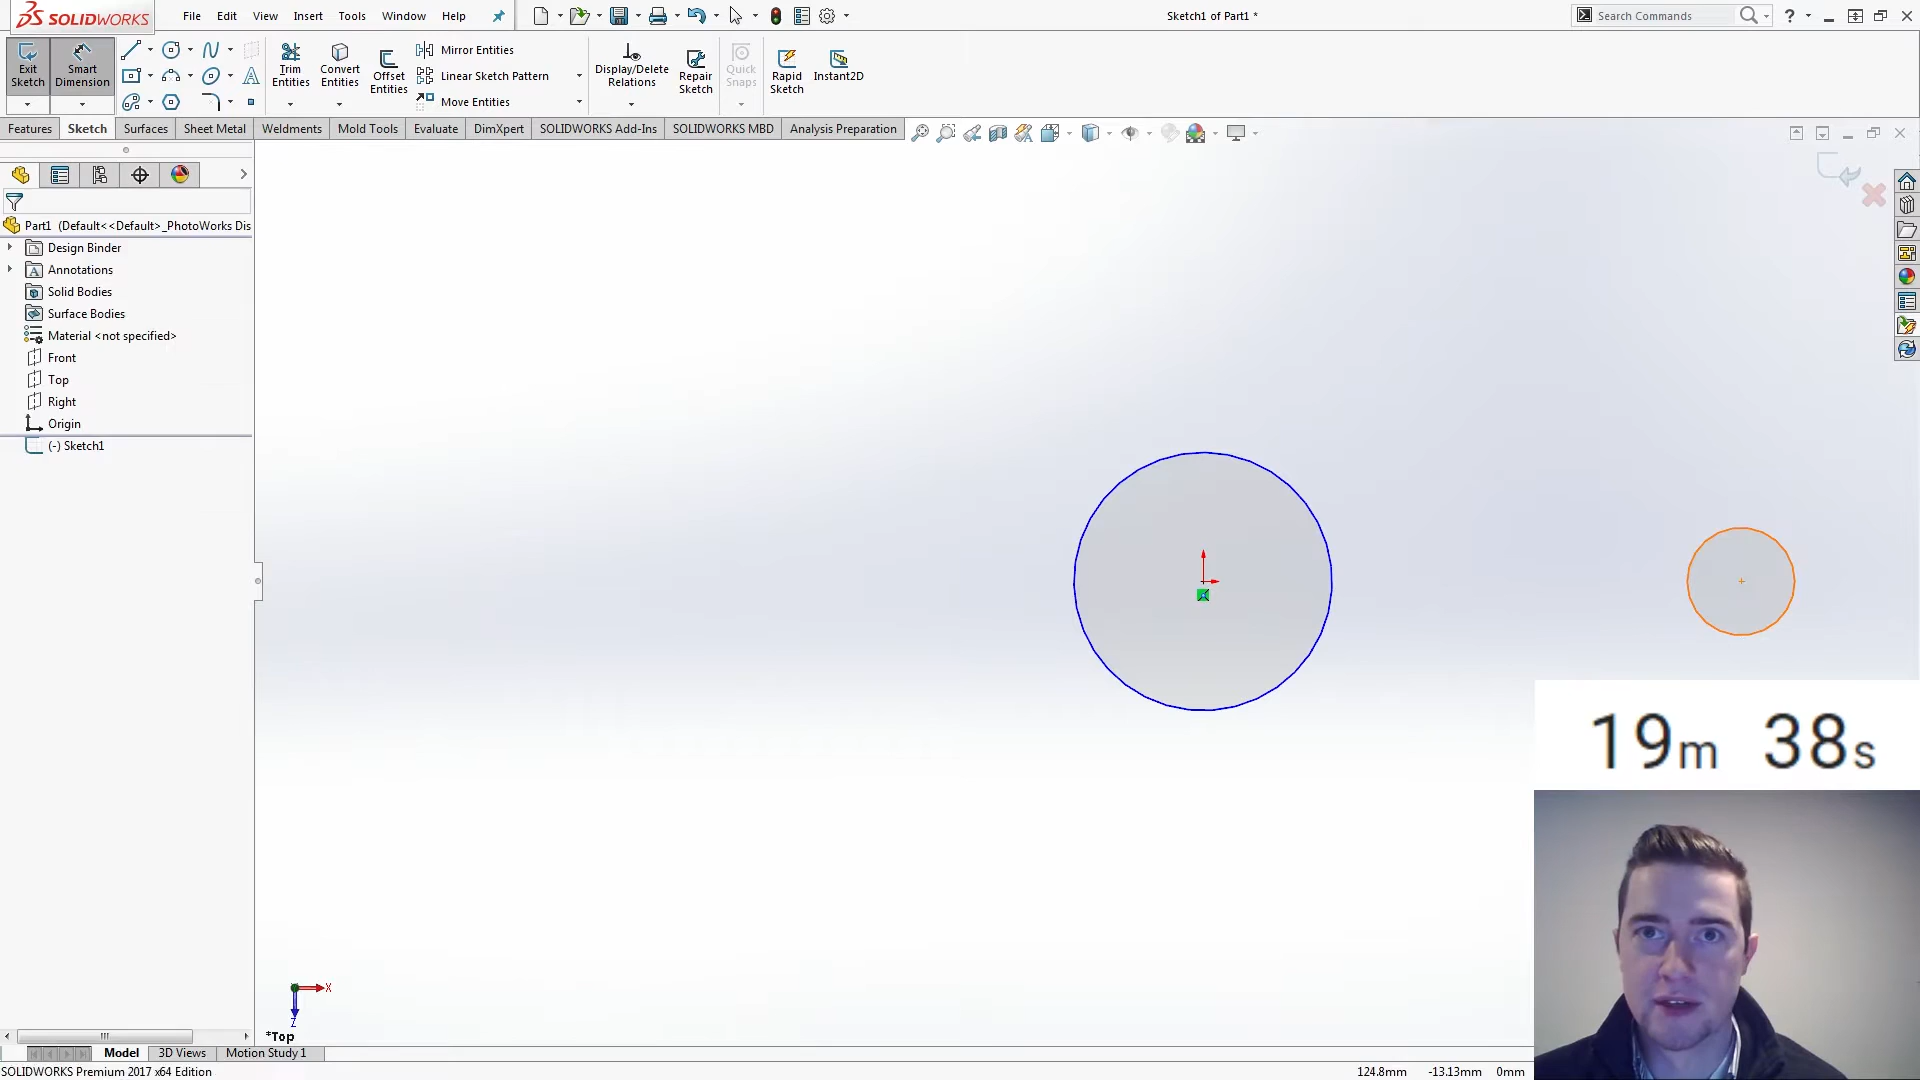 SOLIDWORKS
File Edit View Insert Tools Window Help
Sketch1 of Part1 *
Search Commands
Exit Sketch
Smart Dimension
Trim Entities
Convert Entities
Offset Entities
Mirror Entities
Linear Sketch Pattern
Move Entities
Display/Delete Relations
Repair Sketch
Quick Snaps
Rapid Sketch
Instant2D
Features Sketch Surfaces Sheet Metal Weldments Mold Tools Evaluate DimXpert SOLIDWORKS Add-Ins SOLIDWORKS MBD Analysis Preparation
Part1 (Default<<Default>_PhotoWorks Dis
Design Binder
Annotations
Solid Bodies
Surface Bodies
Material <not specified>
Front
Top
Right
Origin
(-) Sketch1
19m 38s
X
Z
*Top
Model 3D Views Motion Study 1
SOLIDWORKS Premium 2017 x64 Edition
124.8mm -13.13mm 0mm